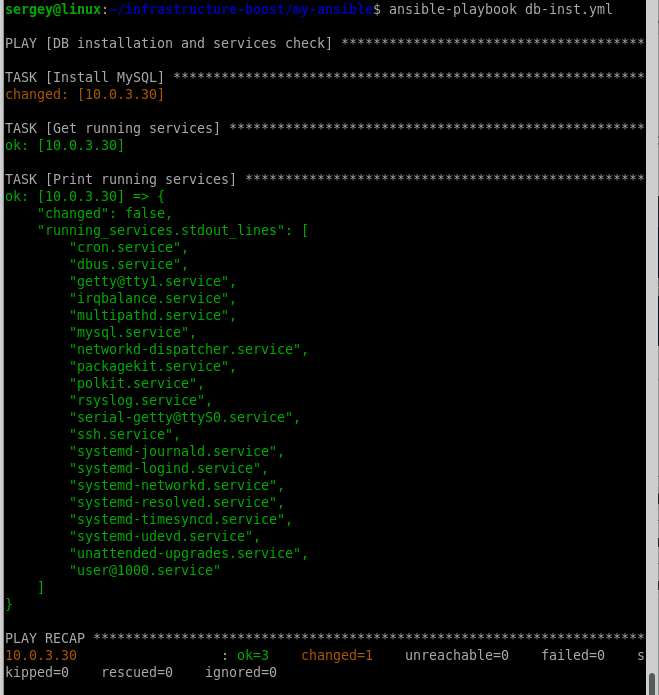 sergey@linux:~/infrastructure-boost/my-ansible$ ansible-playbook db-inst.yml
PLAY [DB installation and services check] **************************************
TASK [Install MySQL] ***********************************************************
changed: [10.0.3.30]
TASK [Get running services] ****************************************************
ok: [10.0.3.30]
TASK [Print running services] **************************************************
ok: [10.0.3.30] => {
    "changed": false,
    "running_services.stdout_lines": [
        "cron.service",
        "dbus.service",
        "getty@tty1.service",
        "irqbalance.service",
        "multipathd.service",
        "mysql.service",
        "networkd-dispatcher.service",
        "packagekit.service",
        "polkit.service",
        "rsyslog.service",
        "serial-getty@ttyS0.service",
        "ssh.service",
        "systemd-journald.service",
        "systemd-logind.service",
        "systemd-networkd.service",
        "systemd-resolved.service",
        "systemd-timesyncd.service",
        "systemd-udevd.service",
        "unattended-upgrades.service",
        "user@1000.service"
    ]
}
PLAY RECAP *********************************************************************
10.0.3.30                  : ok=3    changed=1    unreachable=0    failed=0    s
kipped=0    rescued=0    ignored=0